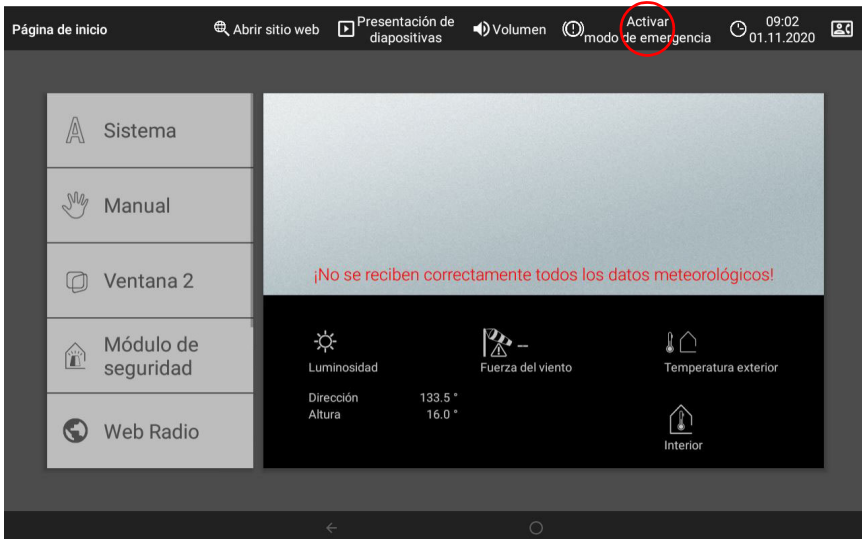 Página de inicio
Abrir sitio web
Presentación de
diapositivas
Volumen
Activar
modo de emergencia
09:02
01.11.2020
Sistema
Manual
Ventana 2
Módulo de
seguridad
Web Radio
¡No se reciben correctamente todos los datos meteorológicos!
--
Luminosidad
Fuerza del viento
Temperatura exterior
Dirección 133.5 °
Altura 16.0 °
Interior